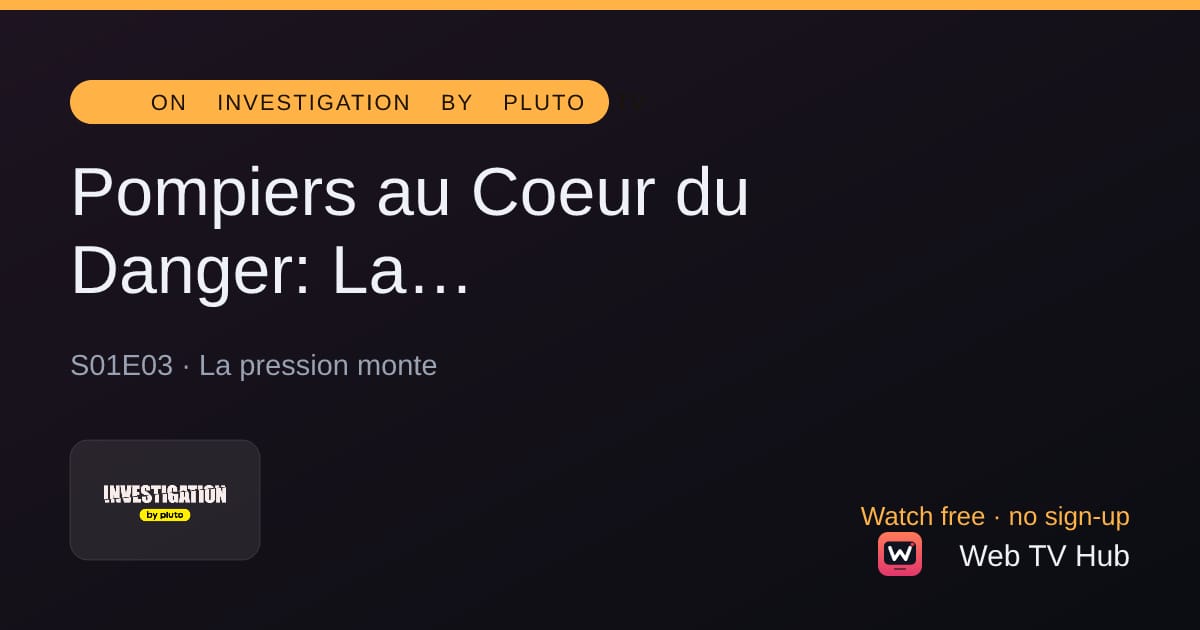 ON INVESTIGATION BY PLUTO
Pompiers au Coeur du
Danger: La…
S01E03 · La pression monte
INVESTIGATION
by pluto
Watch free · no sign-up
W
Web TV Hub